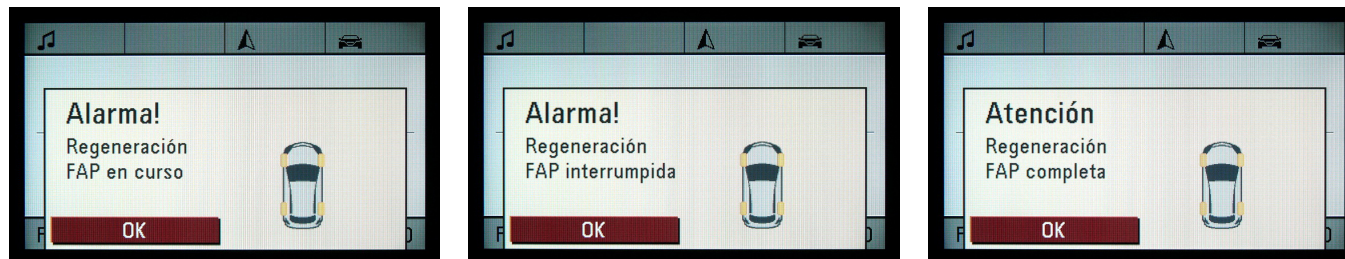 Alarma!
Regeneración
FAP en curso
OK
F
Alarma!
Regeneración
FAP interrumpida
OK
F
Atención
Regeneración
FAP completa
OK
F